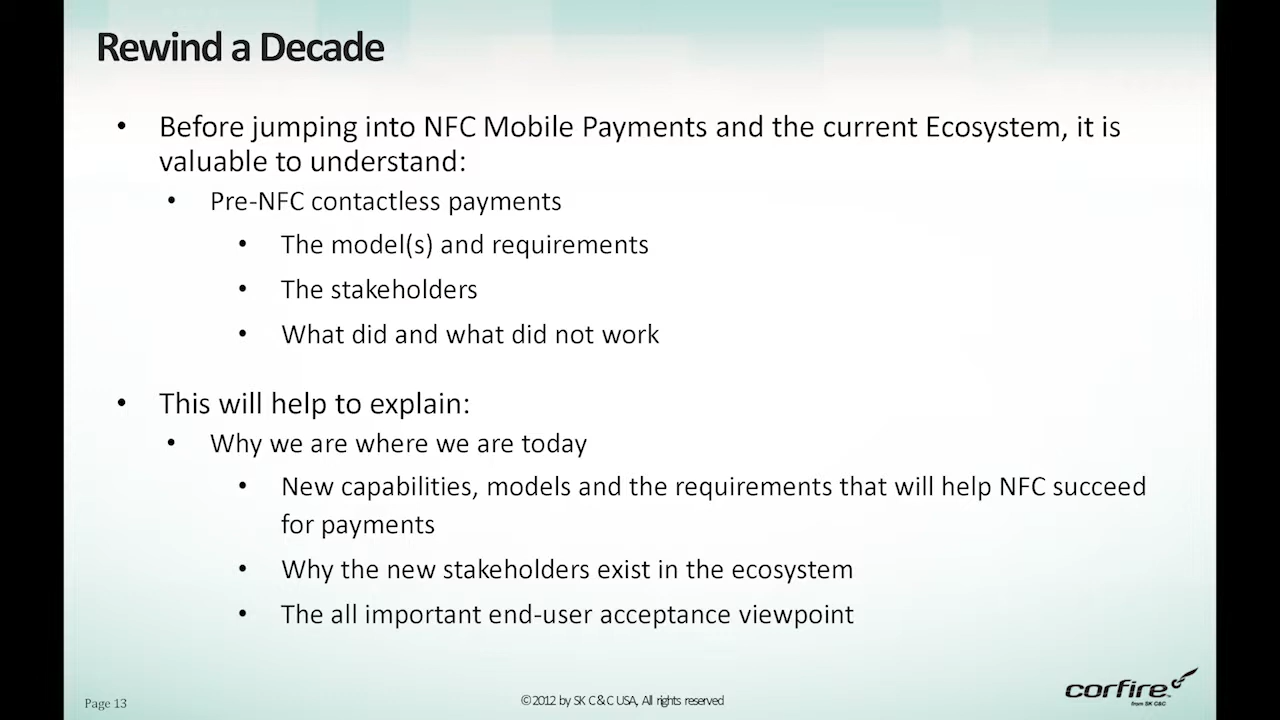 Rewind a Decade
• Before jumping into NFC Mobile Payments and the current Ecosystem, it is
valuable to understand:
• Pre-NFC contactless payments
• The model(s) and requirements
• The stakeholders
• What did and what did not work
• This will help to explain:
• Why we are where we are today
• New capabilities, models and the requirements that will help NFC succeed
for payments
• Why the new stakeholders exist in the ecosystem
• The all important end-user acceptance viewpoint
Page 13
©2012 by SK C&C USA, All rights reserved
corfire
from SK C&C